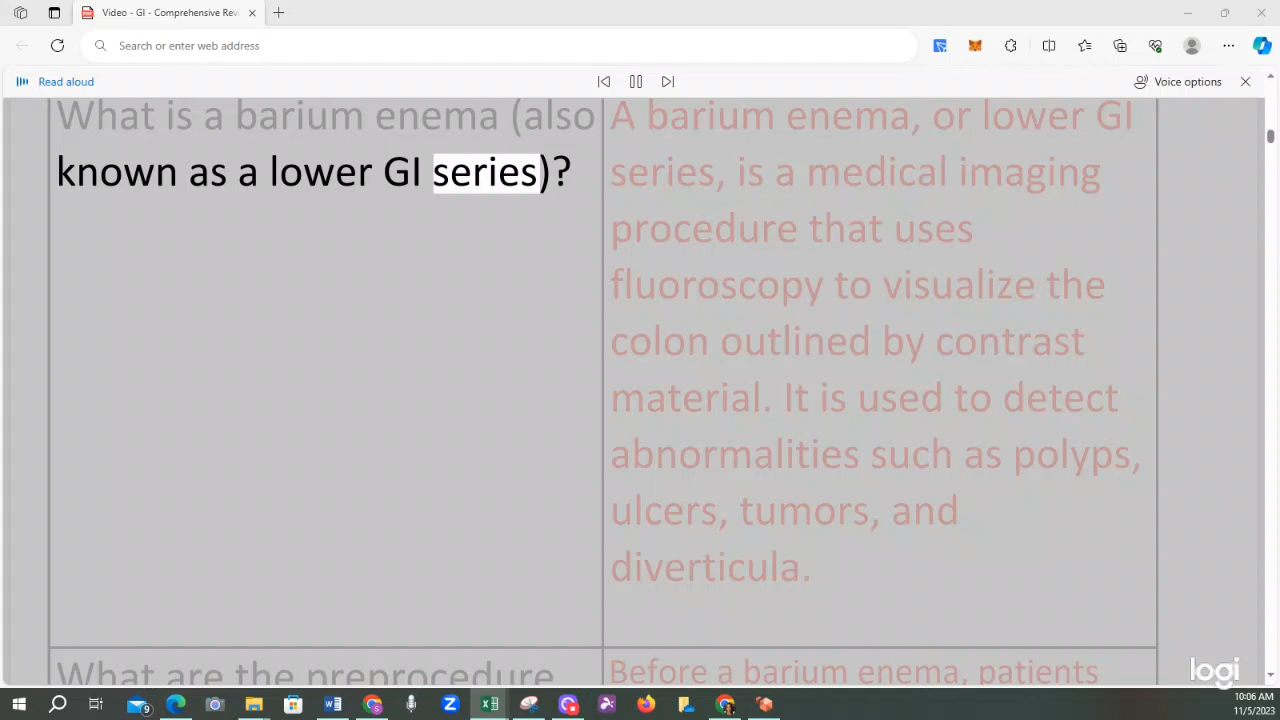 Video - GI - Comprehensive Revi
Search or enter web address
Read aloud
Voice options
What is a barium enema (also
known as a lower GI series)?
A barium enema, or lower GI
series, is a medical imaging
procedure that uses
fluoroscopy to visualize the
colon outlined by contrast
material. It is used to detect
abnormalities such as polyps,
ulcers, tumors, and
diverticula.
What are the preprocedure
Before a barium enema, patients
logi
10:06 AM
11/5/2023